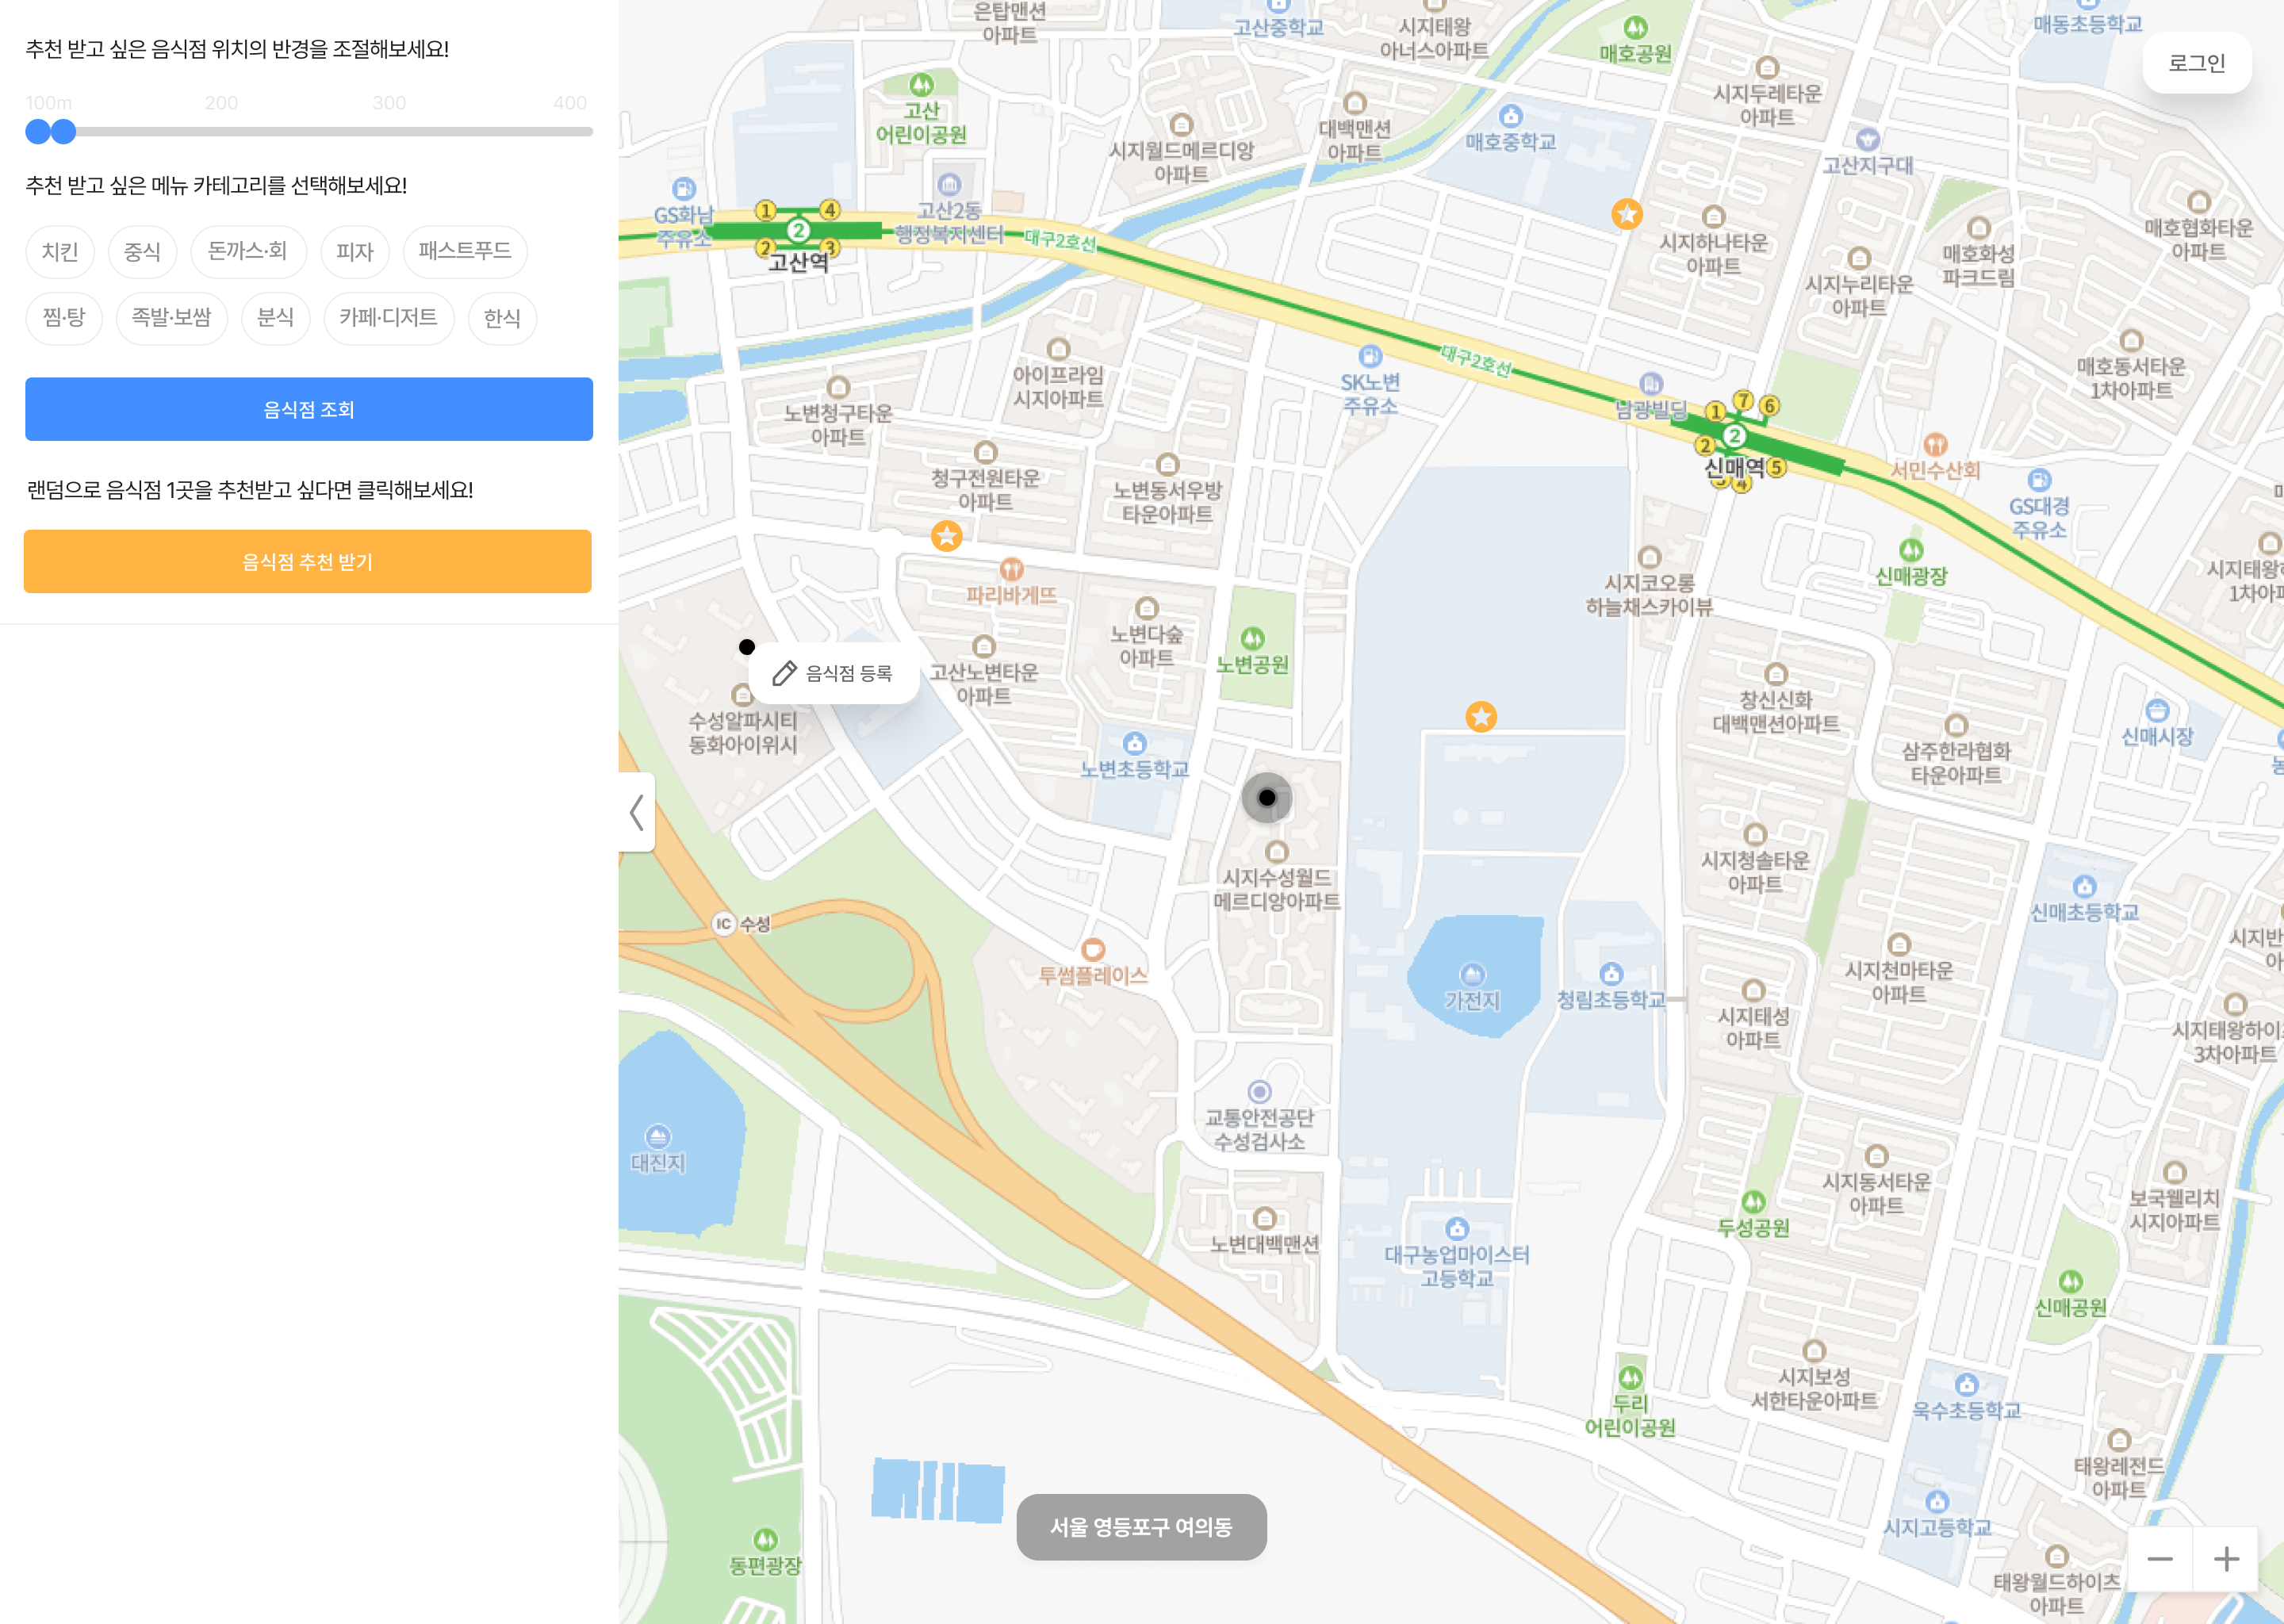 추천 받고 싶은 음식점 위치의 반경을 조절해보세요!
100m 200 300 400
추천 받고 싶은 메뉴 카테고리를 선택해보세요!
치킨 중식 돈까스·회 피자 패스트푸드
찜·탕 족발·보쌈 분식 카페·디저트 한식
음식점 조회
랜덤으로 음식점 1곳을 추천받고 싶다면 클릭해보세요!
음식점 추천 받기
로그인
은탑맨션
아파트
고산중학교
시지태왕
아너스아파트
매호공원
매동초등학교
시지두레타운
아파트
고산
어린이공원
시지월드메르디앙
아파트
대백맨션
아파트
매호중학교
고산지구대
GS화남
주유소
1 4
2
2 3
고산역
고산2동
행정복지센터
대구2호선
시지하나타운
아파트
시지누리타운
아파트
매호화성
파크드림
매호협화타운
아파트
노변청구타운
아파트
아이프라임
시지아파트
SK노변
주유소
대구2호선
남광빌딩
매호동서타운
1차아파트
1 7 6
2
2 5
3 4
신매역
서민수산회
GS대경
주유소
청구전원타운
아파트
노변동서우방
타운아파트
파리바게뜨
시지코오롱
하늘채스카이뷰
신매광장
시지태왕하
1차아파
음식점 등록
고산노변타운
아파트
노변다숲
아파트
노변공원
수성알파시티
동화아이위시
노변초등학교
창신신화
대백맨션아파트
삼주한라협화
타운아파트
신매시장
시지수성월드
메르디앙아파트
시지청솔타운
아파트
신매초등학교
IC 수성
투썸플레이스
가전지
청림초등학교
시지천마타운
아파트
시지반
시지태성
아파트
시지태왕하이
3차아파트
대진지
교통안전공단
수성검사소
시지동서타운
아파트
보국웰리치
시지아파트
두성공원
노변대백맨션
대구농업마이스터
고등학교
신매공원
시지보성
서한타운아파트
두리
어린이공원
욱수초등학교
태왕레전드
아파트
서울 영등포구 여의동
시지고등학교
동편광장
태왕월드하이츠
아파트